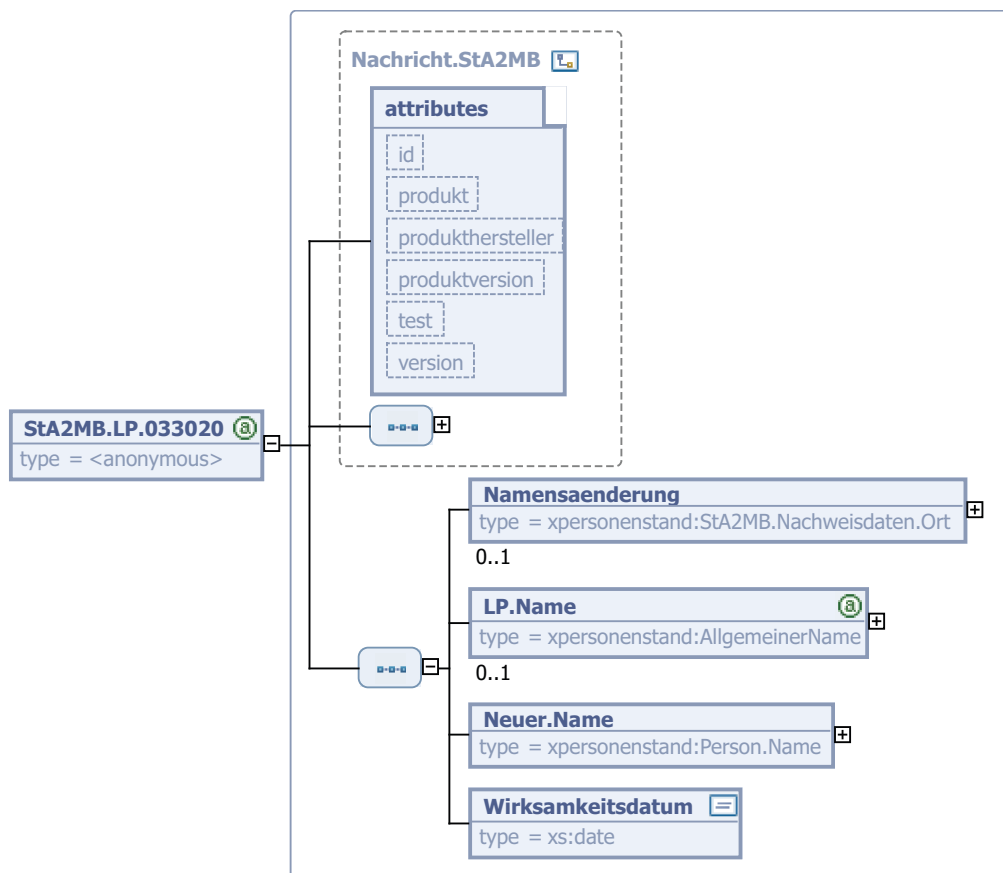 Nachricht.StA2MB
attributes
id
produkt
produkthersteller
produktversion
test
version
StA2MB.LP.033020
type = <anonymous>
Namensaenderung
type = xpersonenstand:StA2MB.Nachweisdaten.Ort
0..1
LP.Name
type = xpersonenstand:AllgemeinerName
0..1
Neuer.Name
type = xpersonenstand:Person.Name
Wirksamkeitsdatum
type = xs:date